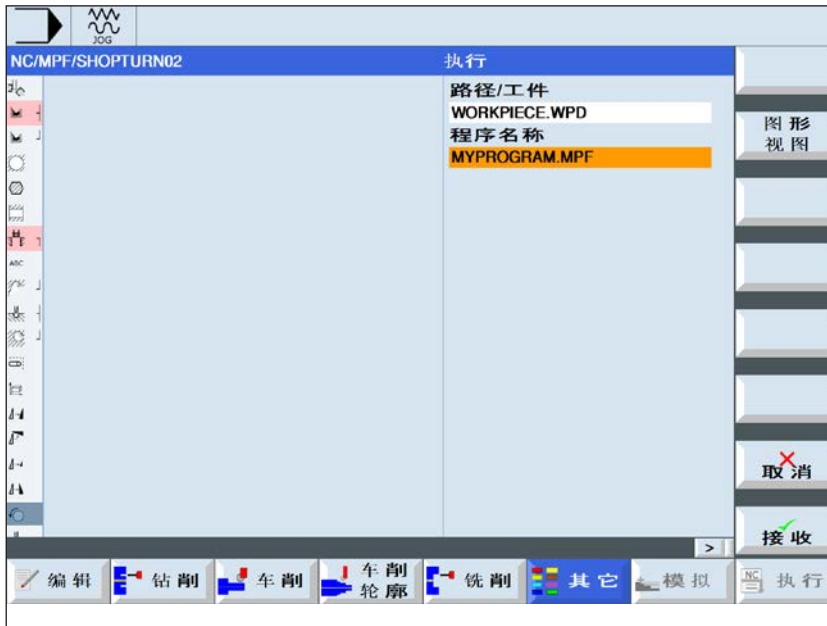 JOG
NC/MPF/SHOPTURN02
执行
路径/工件
WORKPIECE.WPD
程序名称
MYPROGRAM.MPF
ABC
图形
视图
取消
接收
>
编辑
钻削
车削
车削
轮廓
铣削
其它
模拟
NC
执行